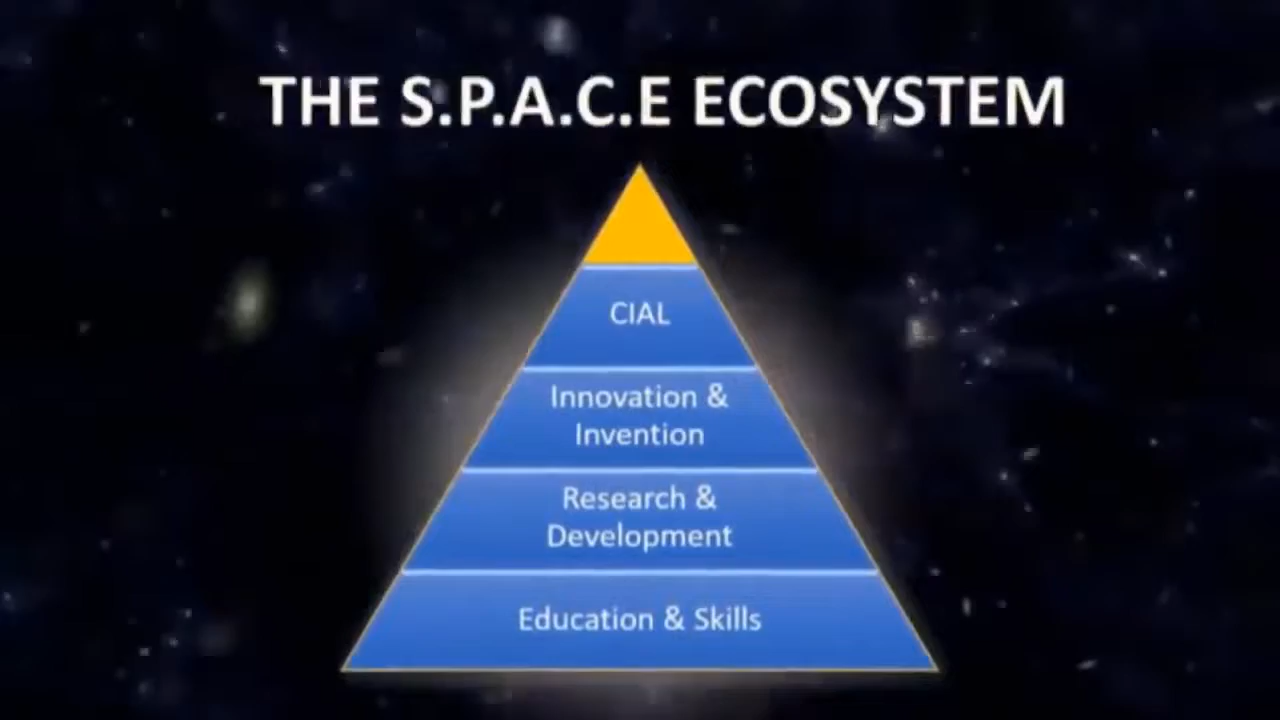 THE S.P.A.C.E ECOSYSTEM
CIAL
Innovation &
Invention
Research &
Development
Education & Skills